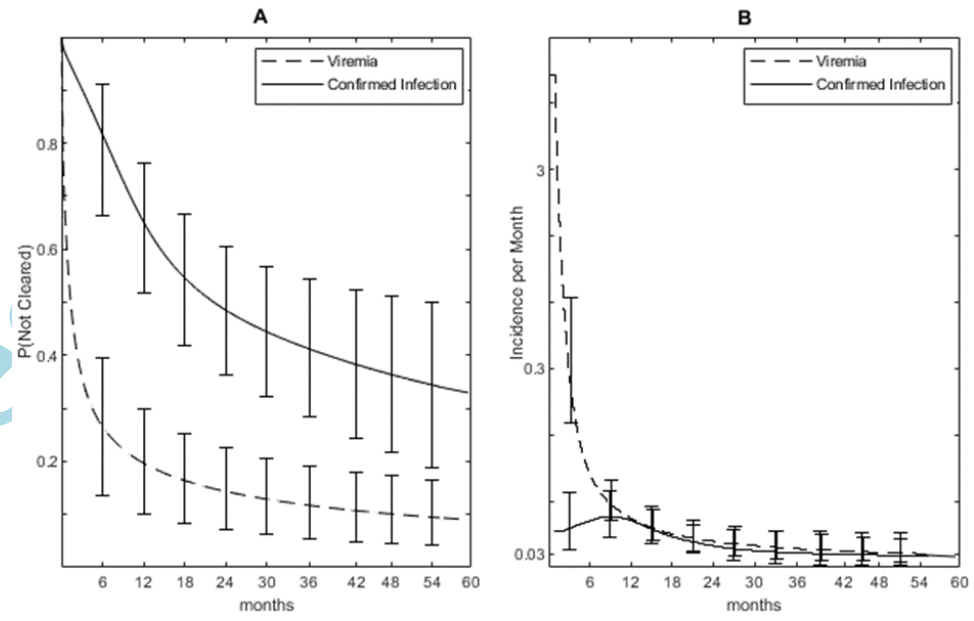 A
Viremia
Confirmed Infection
P(Not Cleared)
0.8
0.6
0.4
0.2
6 12 18 24 30 36 42 48 54 60
months
B
Viremia
Confirmed Infection
Incidence per Month
3
0.3
0.03
6 12 18 24 30 36 42 48 54 60
months